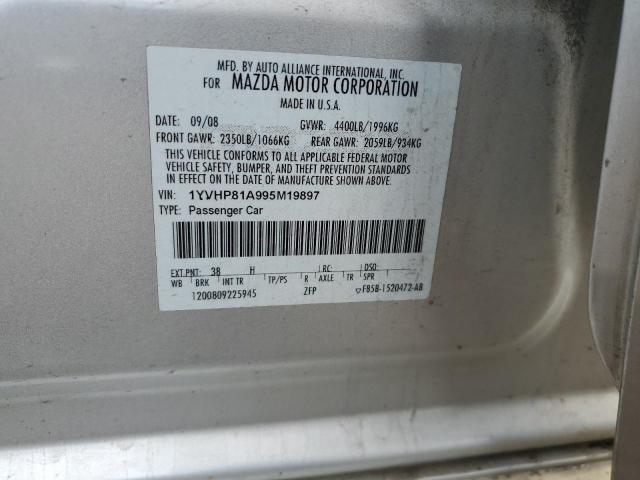 MFD. BY AUTO ALLIANCE INTERNATIONAL, INC.
FOR MAZDA MOTOR CORPORATION
MADE IN U.S.A.
DATE: 09/08 GVWR: 4400LB/1996KG
FRONT GAWR: 2350LB/1066KG REAR GAWR: 2059LB/934KG
THIS VEHICLE CONFORMS TO ALL APPLICABLE FEDERAL MOTOR
VEHICLE SAFETY, BUMPER, AND THEFT PREVENTION STANDARDS
IN EFFECT ON THE DATE OF MANUFACTURE SHOWN ABOVE.
VIN: 1YVHP81A995M19897
TYPE: Passenger Car
EXT PNT: 38 H RC: DSO:
WB BRK INT TR TP/PS R AXLE TR SPR
1200809225945 ZFP ▽F85B-1520472-AB